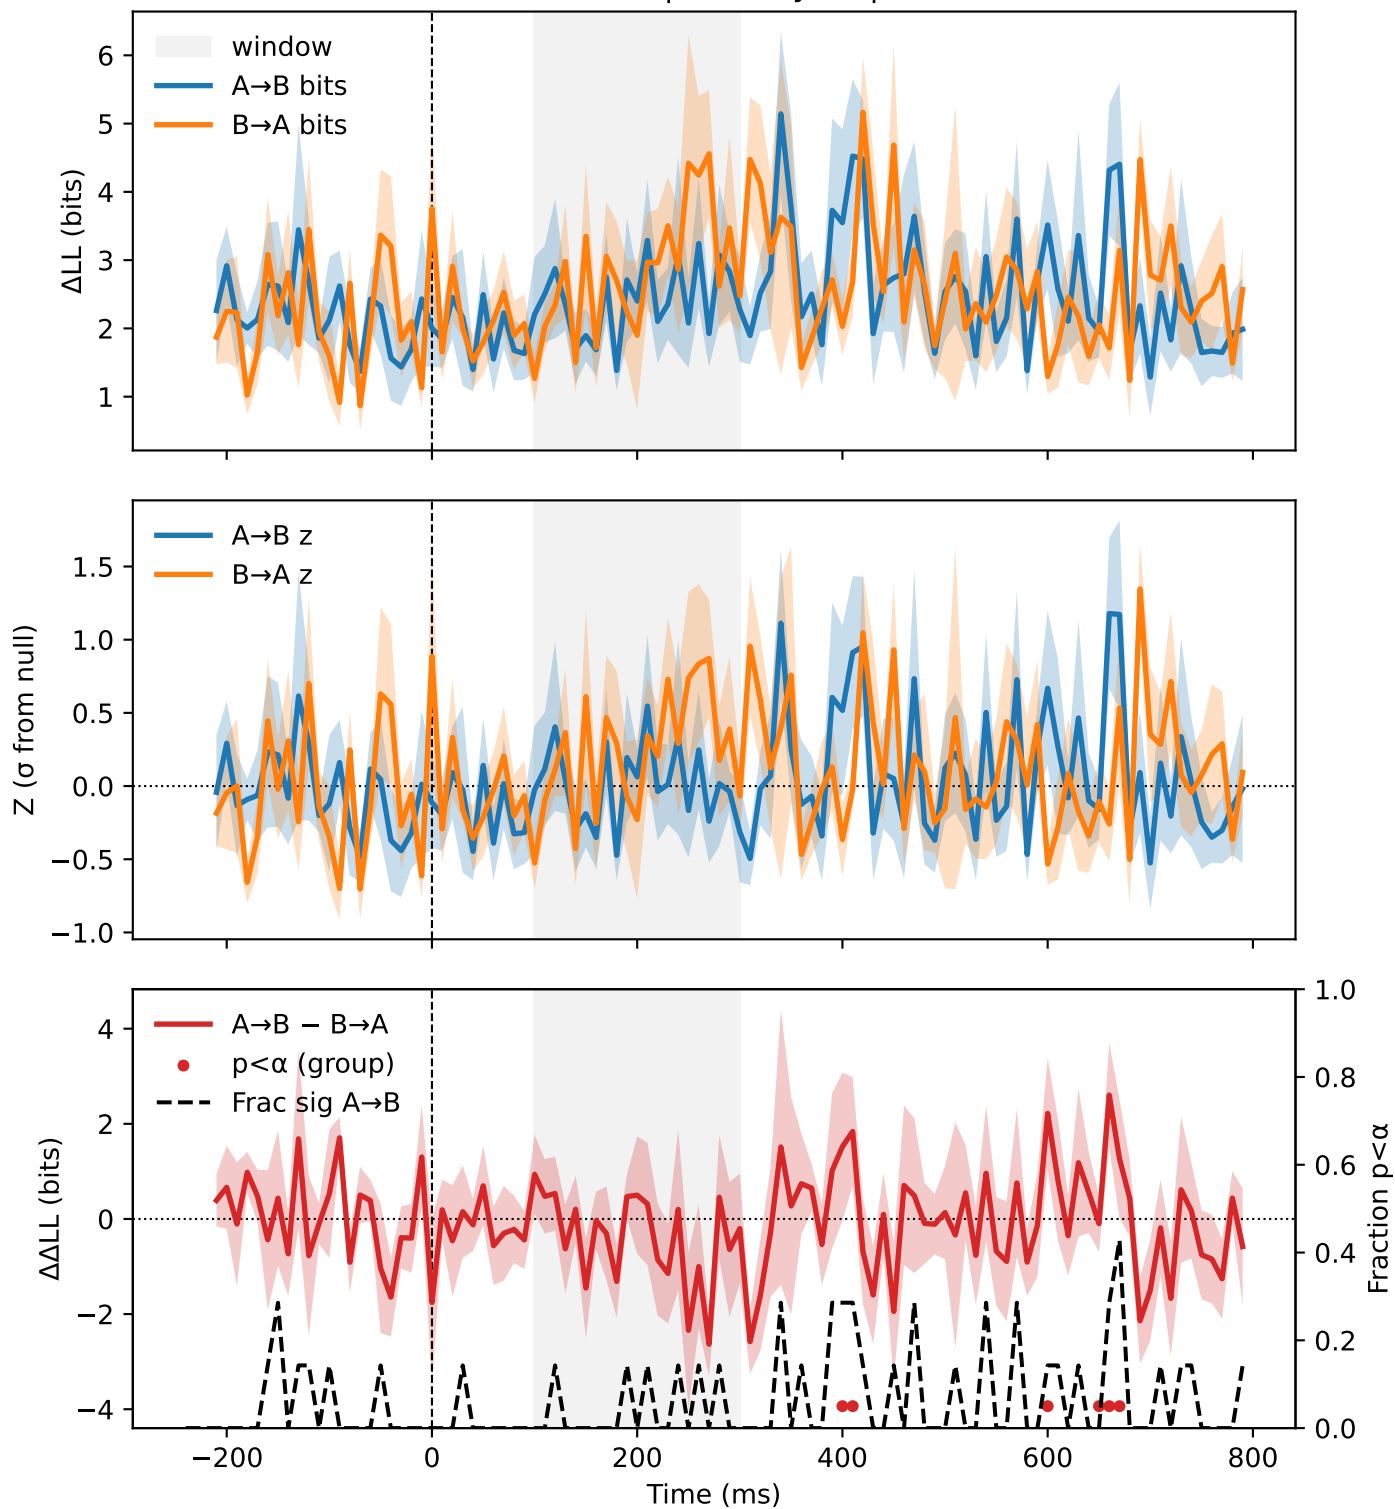 window
A→B bits
B→A bits
6
5
4
3
2
1
ΔLL (bits)
A→B z
B→A z
1.5
1.0
0.5
0.0
−0.5
−1.0
Z (σ from null)
A→B − B→A
p<α (group)
Frac sig A→B
4
2
0
−2
−4
ΔΔLL (bits)
1.0
0.8
0.6
0.4
0.2
0.0
Fraction p<α
−200 0 200 400 600 800
Time (ms)